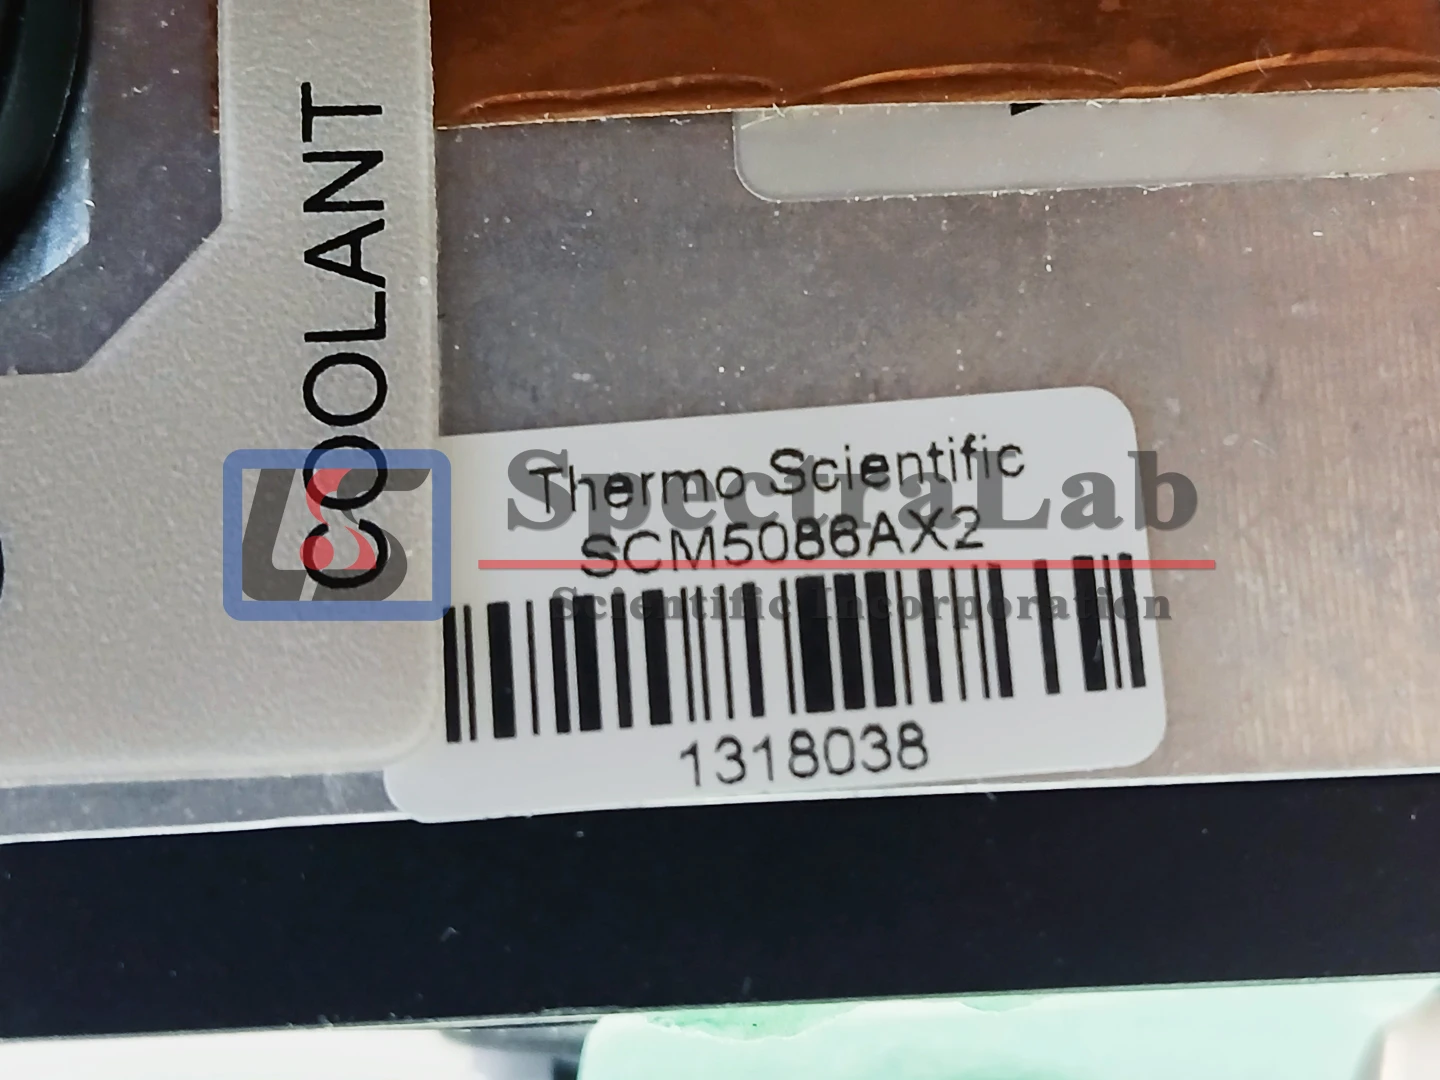 COOLANT
Thermo Scientific
SCM5086AX2
1318038
SpectraLab
Scientific Incorporation